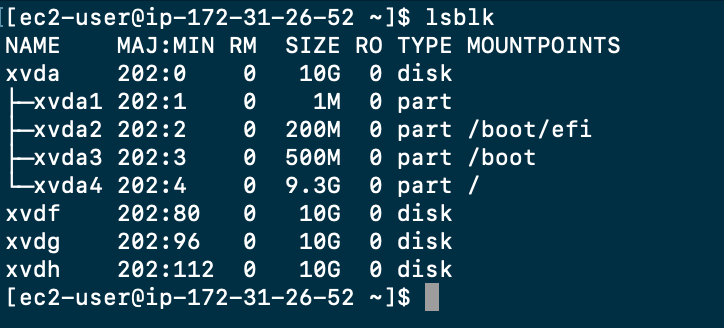 [ec2-user@ip-172-31-26-52 ~]$ lsblk
NAME    MAJ:MIN RM  SIZE RO TYPE MOUNTPOINTS
xvda    202:0    0   10G  0 disk
├─xvda1 202:1    0    1M  0 part
├─xvda2 202:2    0  200M  0 part /boot/efi
├─xvda3 202:3    0  500M  0 part /boot
└─xvda4 202:4    0  9.3G  0 part /
xvdf    202:80   0   10G  0 disk
xvdg    202:96   0   10G  0 disk
xvdh    202:112  0   10G  0 disk
[ec2-user@ip-172-31-26-52 ~]$